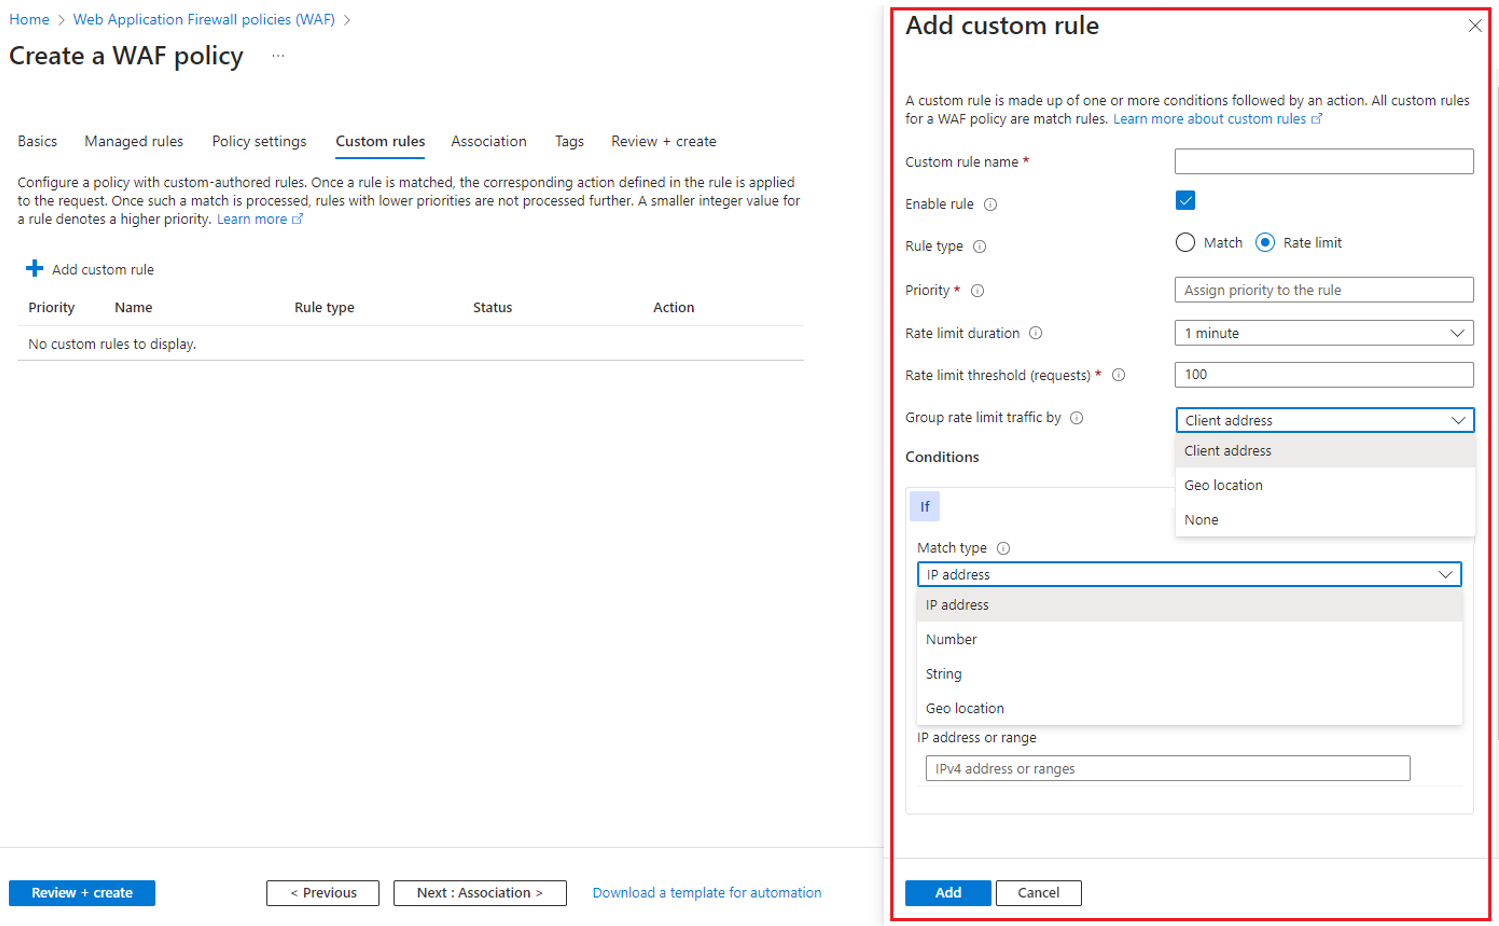 Home > Web Application Firewall policies (WAF) >
Create a WAF policy ...
Basics Managed rules Policy settings Custom rules Association Tags Review + create
Configure a policy with custom-authored rules. Once a rule is matched, the corresponding action defined in the rule is applied
to the request. Once such a match is processed, rules with lower priorities are not processed further. A smaller integer value for
a rule denotes a higher priority. Learn more
+ Add custom rule
Priority Name Rule type Status Action
No custom rules to display.
Review + create < Previous Next : Association > Download a template for automation
Add custom rule
A custom rule is made up of one or more conditions followed by an action. All custom rules
for a WAF policy are match rules. Learn more about custom rules
Custom rule name *
Enable rule
Rule type Match Rate limit
Priority * Assign priority to the rule
Rate limit duration 1 minute
Rate limit threshold (requests) * 100
Group rate limit traffic by Client address
Client address
Geo location
None
Conditions
If
Match type
IP address
IP address
Number
String
Geo location
IP address or range
IPv4 address or ranges
Add Cancel